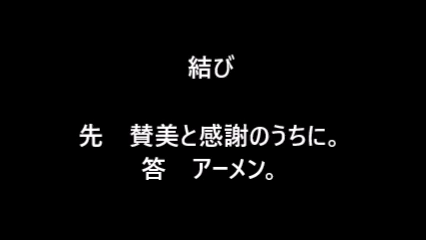 結び
先　賛美と感謝のうちに。
答　アーメン。